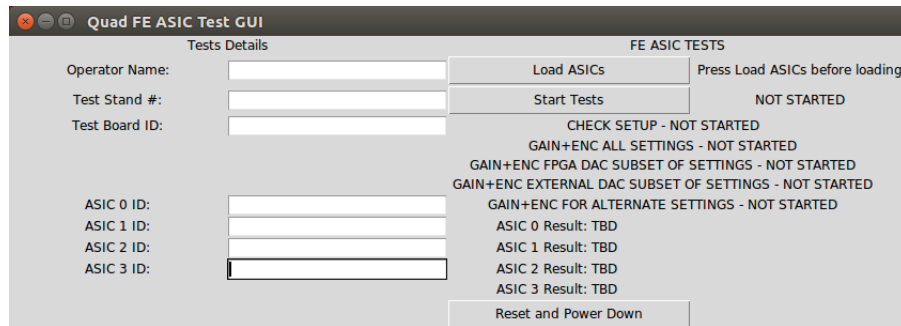 Quad FE ASIC Test GUI
Tests Details FE ASIC TESTS
Operator Name: Load ASICs Press Load ASICs before loading
Test Stand #: Start Tests NOT STARTED
Test Board ID: CHECK SETUP - NOT STARTED
GAIN+ENC ALL SETTINGS - NOT STARTED
GAIN+ENC FPGA DAC SUBSET OF SETTINGS - NOT STARTED
GAIN+ENC EXTERNAL DAC SUBSET OF SETTINGS - NOT STARTED
ASIC 0 ID: GAIN+ENC FOR ALTERNATE SETTINGS - NOT STARTED
ASIC 1 ID: ASIC 0 Result: TBD
ASIC 2 ID: ASIC 1 Result: TBD
ASIC 3 ID: ASIC 2 Result: TBD
ASIC 3 Result: TBD
Reset and Power Down